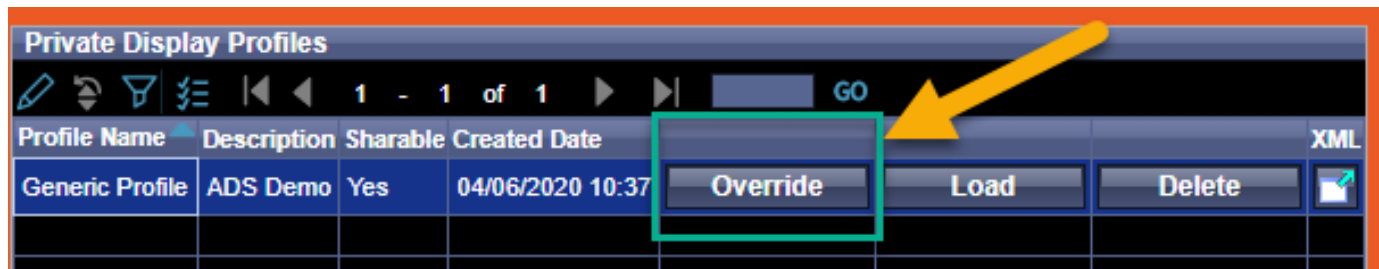 Private Display Profiles
1 - 1 of 1 GO
Profile Name Description Sharable Created Date XML
Generic Profile ADS Demo Yes 04/06/2020 10:37 Override Load Delete